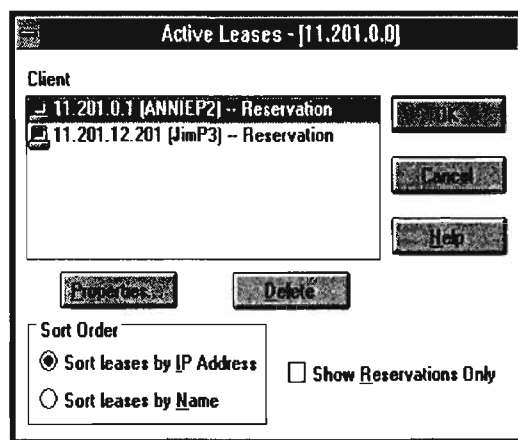 Active Leases - [11.201.0.0]
Client
11.201.0.1 (ANNIEP2) -- Reservation
11.201.12.201 (JimP3) -- Reservation
OK
Cancel
Help
Properties...
Delete
Sort Order
Sort leases by IP Address
Sort leases by Name
Show Reservations Only